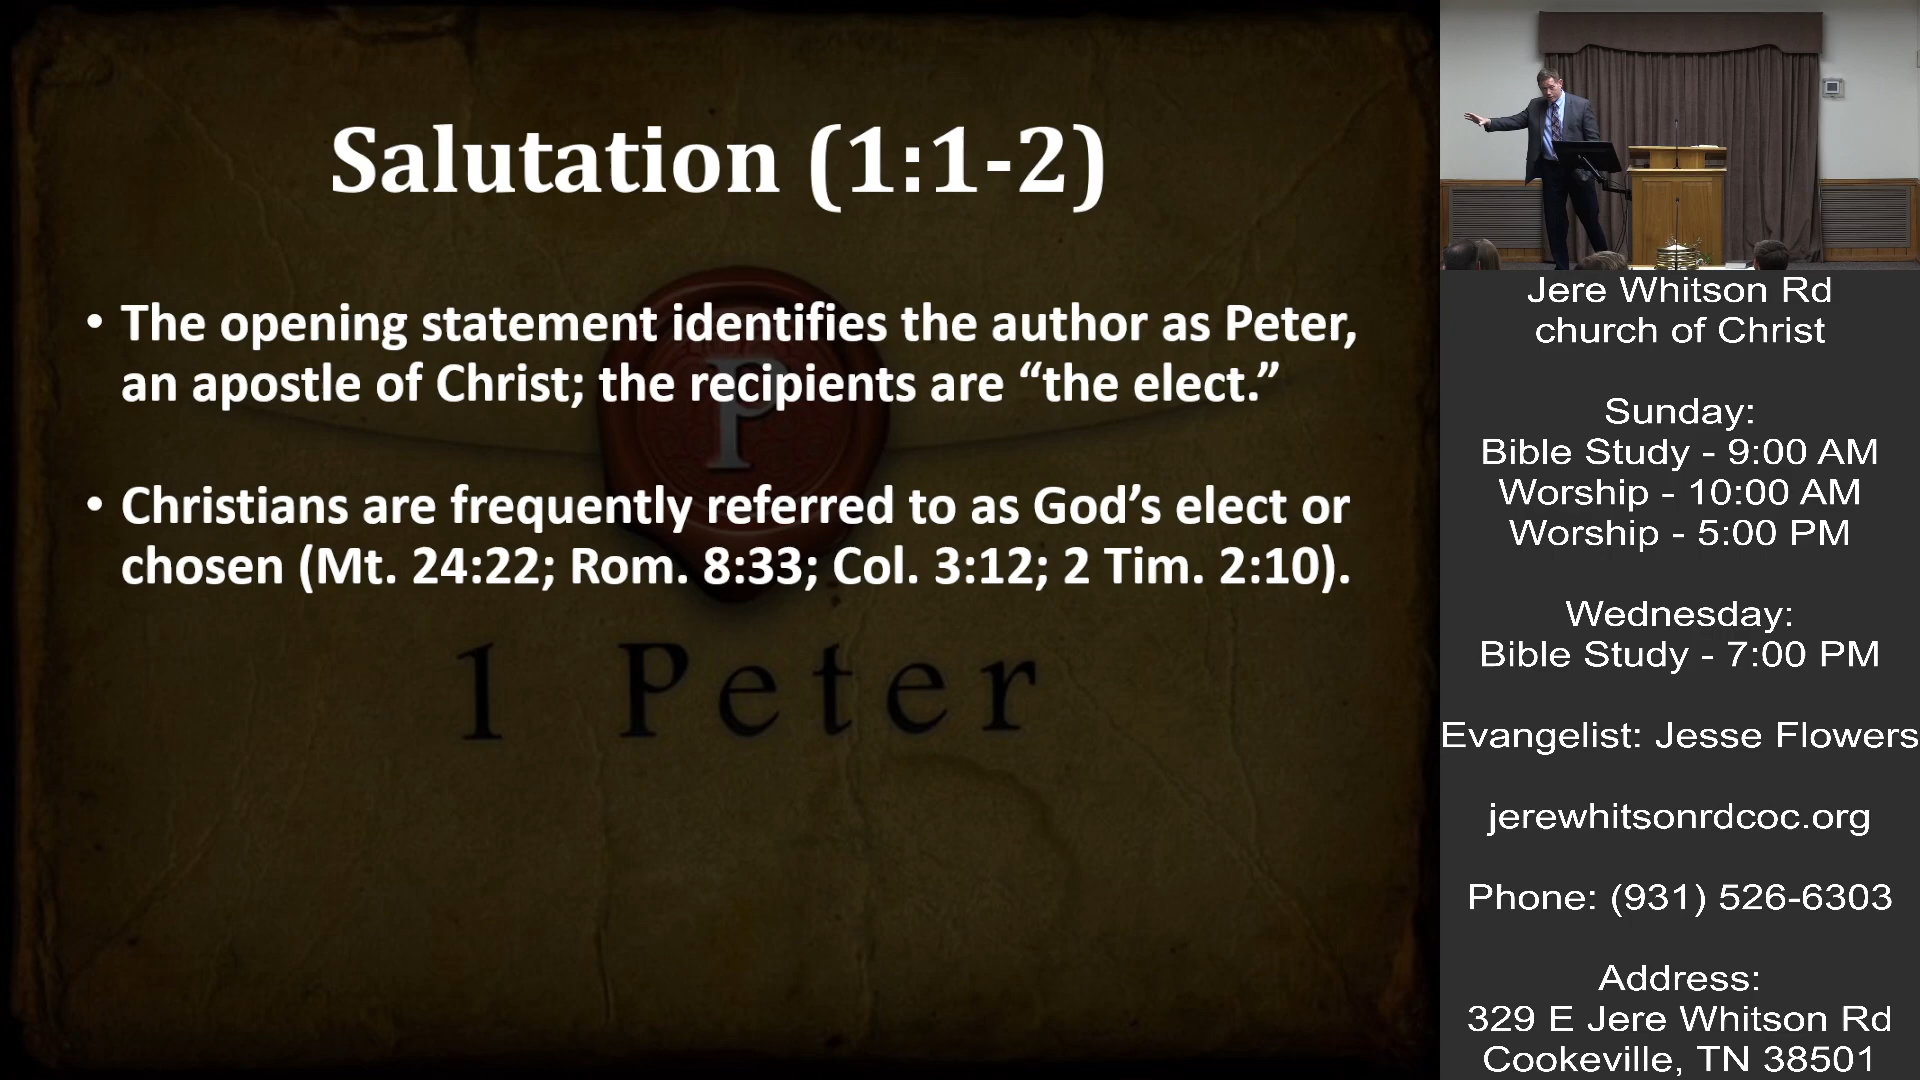 Salutation (1:1-2)
• The opening statement identifies the author as Peter,
an apostle of Christ; the recipients are “the elect.”
• Christians are frequently referred to as God’s elect or
chosen (Mt. 24:22; Rom. 8:33; Col. 3:12; 2 Tim. 2:10).
P
1 Peter
Jere Whitson Rd
church of Christ
Sunday:
Bible Study - 9:00 AM
Worship - 10:00 AM
Worship - 5:00 PM
Wednesday:
Bible Study - 7:00 PM
Evangelist: Jesse Flowers
jerewhitsonrdcoc.org
Phone: (931) 526-6303
Address:
329 E Jere Whitson Rd
Cookeville, TN 38501